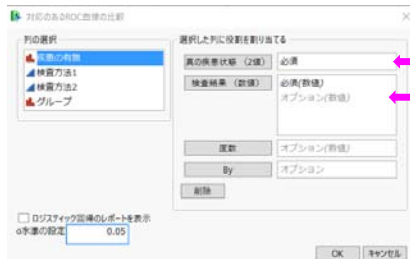 対応のあるROC曲線の比較
列の選択
疾患の有無
検査方法1
検査方法2
グループ
選択した列に役割を割り当てる
真の疾患状態 (2値)
必須
検査結果 (数値)
必須(数値)
オプション(数値)
度数
オプション(数値)
By
オプション
削除
ロジスティック回帰のレポートを表示
α水準の設定
0.05
OK
キャンセル